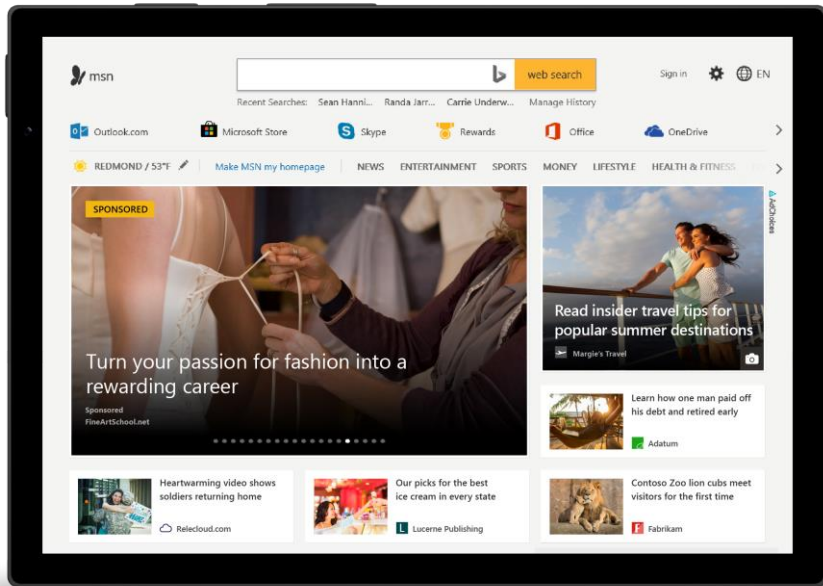 msn
web search
Sign in
EN
Recent Searches: Sean Hanni... Randa Jarr... Carrie Underw... Manage History
Outlook.com
Microsoft Store
Skype
Rewards
Office
OneDrive
REDMOND / 53°F
Make MSN my homepage
NEWS
ENTERTAINMENT
SPORTS
MONEY
LIFESTYLE
HEALTH & FITNESS
SPONSORED
Turn your passion for fashion into a
rewarding career
Sponsored
FineArtSchool.net
AdChoices
Read insider travel tips for
popular summer destinations
Margie's Travel
Learn how one man paid off
his debt and retired early
Adatum
Heartwarming video shows
soldiers returning home
Relecloud.com
Our picks for the best
ice cream in every state
L Lucerne Publishing
Contoso Zoo lion cubs meet
visitors for the first time
F Fabrikam